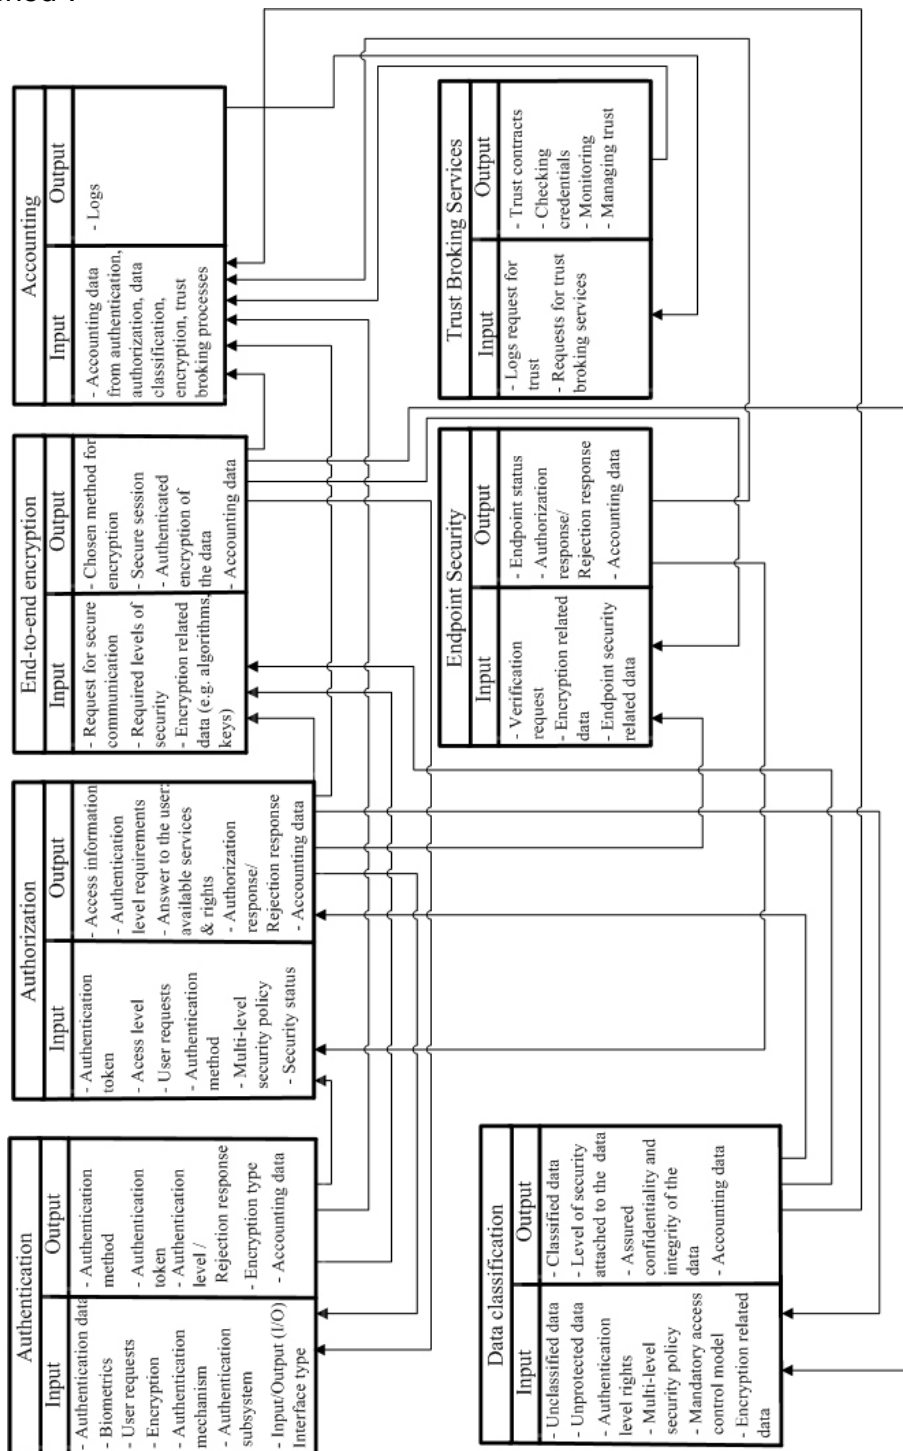 Authentication
Input
Output
- Authentication data
- Biometrics
- User requests
- Encryption
- Authentication
mechanism
- Authentication
subsystem
- Input/Output (I/O)
Interface type
- Authentication
method
- Authentication
token
- Authentication
level /
Rejection response
- Encryption type
- Accounting data
Authorization
Input
Output
- Authentication
token
- Acess level
- User requests
- Authentication
method
- Multi-level
security policy
- Security status
- Access information
- Authentication
level requirements
- Answer to the user:
available services
& rights
- Authorization
response/
Rejection response
- Accounting data
End-to-end encryption
Input
Output
- Request for secure
communication
- Required levels of
security
- Encryption related
data (e.g. algorithms,
keys)
- Chosen method for
encryption
- Secure session
- Authenticated
encryption of
the data
- Accounting data
Accounting
Input
Output
- Accounting data
from authentication,
authorization, data
classification,
encryption, trust
broking processes
- Logs
Data classification
Input
Output
- Unclassified data
- Unprotected data
- Authentication
level rights
- Multi-level
security policy
- Mandatory access
control model
- Encryption related
data
- Classified data
- Level of security
attached to the data
- Assured
confidentiality and
integrity of the
data
- Accounting data
Endpoint Security
Input
Output
- Verification
request
- Encryption related
data
- Endpoint security
related data
- Endpoint status
- Authorization
response/
Rejection response
- Accounting data
Trust Broking Services
Input
Output
- Logs request for
trust
- Requests for trust
broking services
- Trust contracts
- Checking
credentials
- Monitoring
- Managing trust